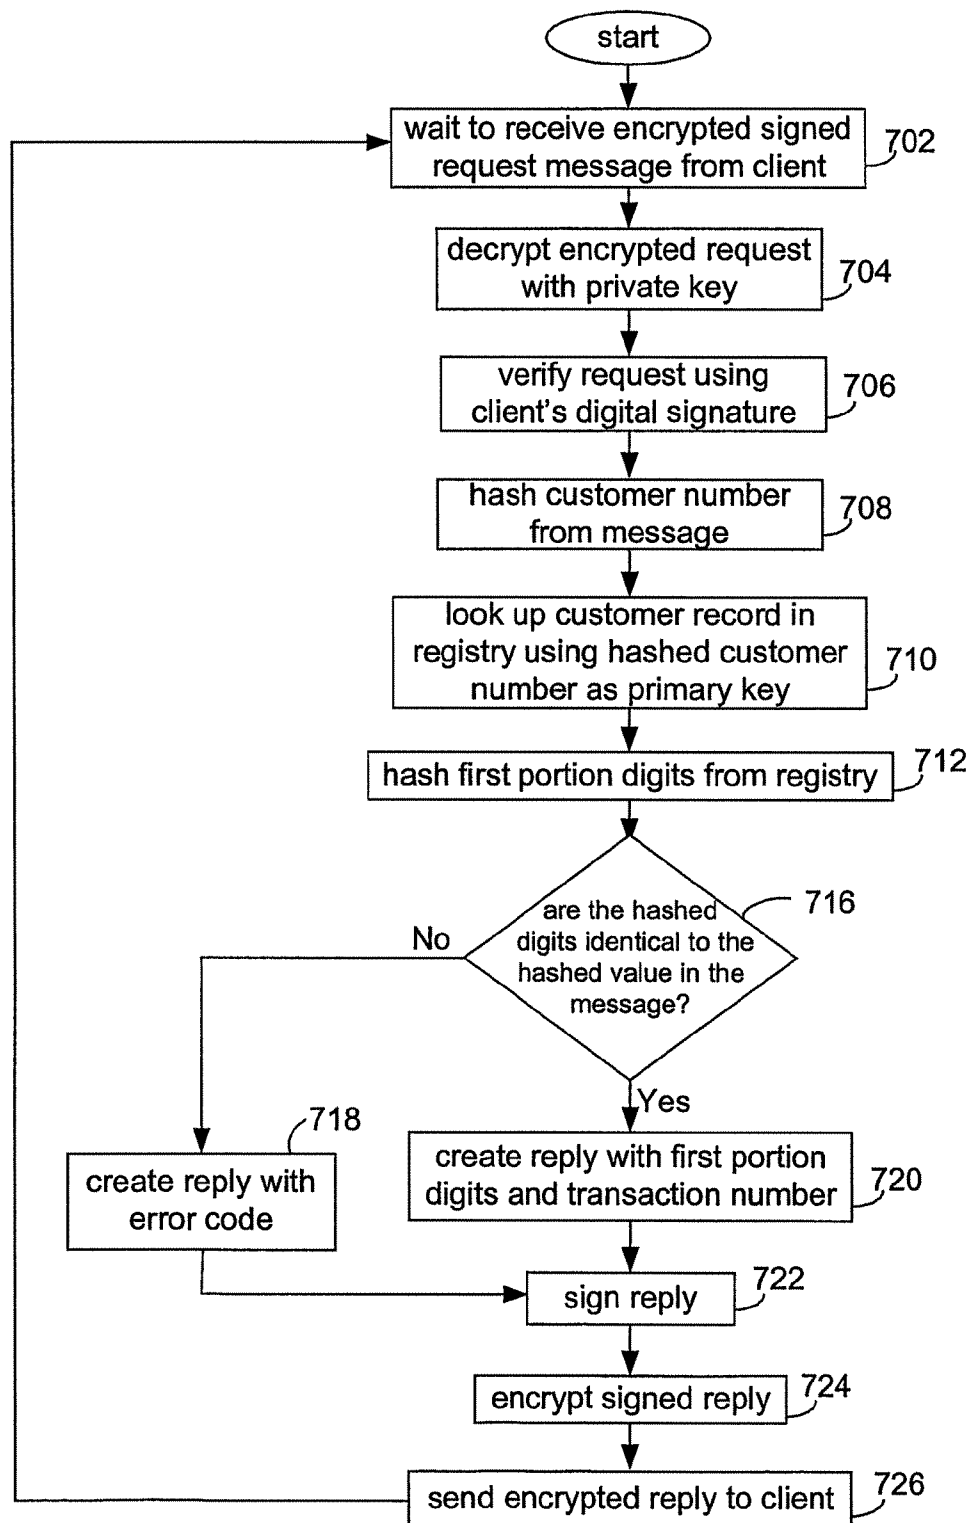 start
wait to receive encrypted signed
request message from client
702
decrypt encrypted request
with private key
704
verify request using
client's digital signature
706
hash customer number
from message
708
look up customer record in
registry using hashed customer
number as primary key
710
hash first portion digits from registry
712
are the hashed
digits identical to the
hashed value in the
message?
716
No
Yes
718
create reply with
error code
create reply with first portion
digits and transaction number
720
sign reply
722
encrypt signed reply
724
send encrypted reply to client
726